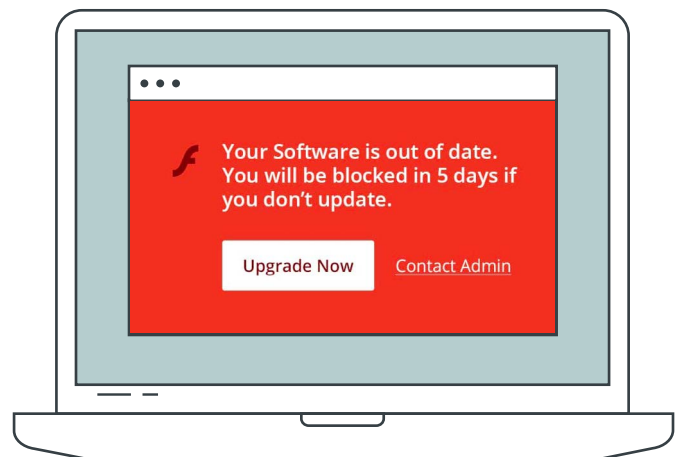 Your Software is out of date.
You will be blocked in 5 days if
you don’t update.
Upgrade Now
Contact Admin